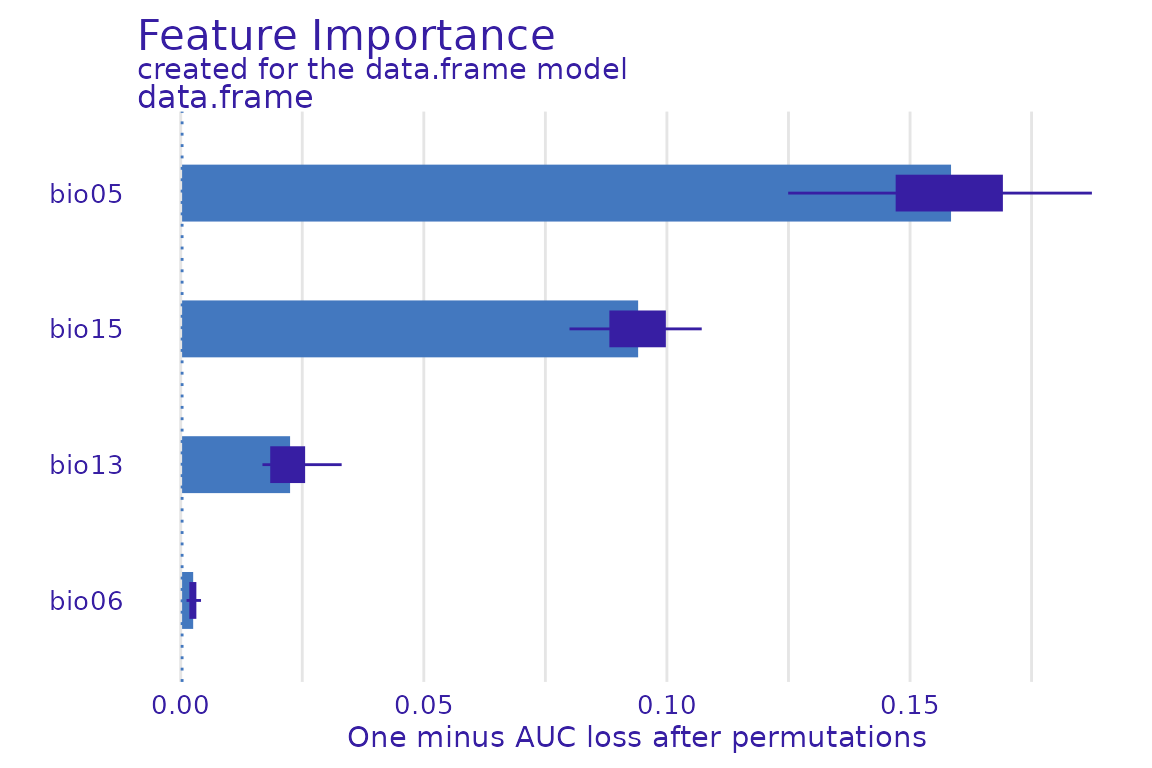 Feature Importance
created for the data.frame model
data.frame
bio05
bio15
bio13
bio06
0.00 0.05 0.10 0.15
One minus AUC loss after permutations